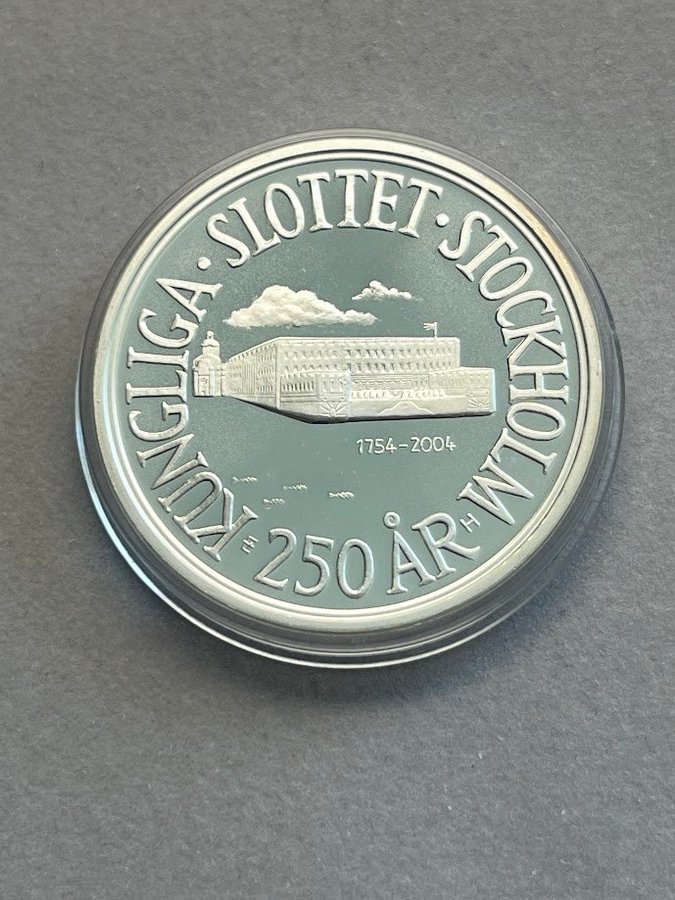 KUNGLIGA · SLOTTET · STOCKHOLM
1754-2004
250 ÅR
H